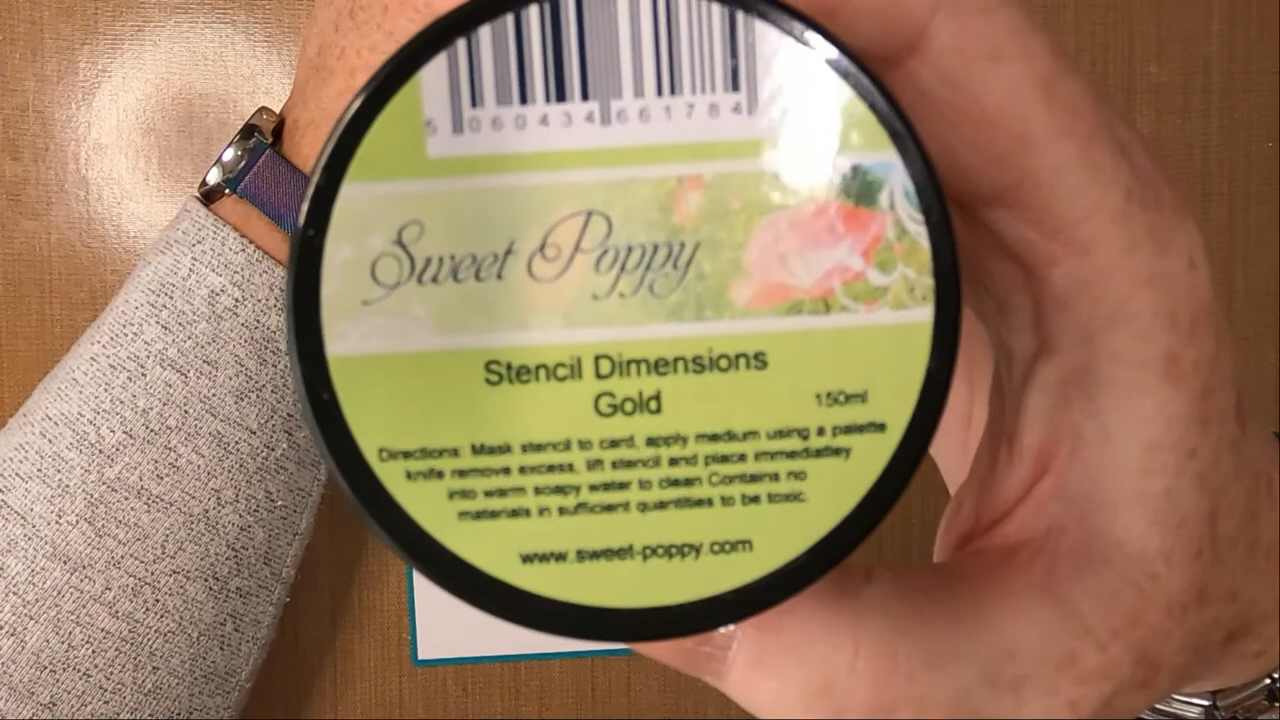 5 060434 661784
Sweet Poppy
Stencil Dimensions
Gold
150ml
Directions: Mask stencil to card, apply medium using a palette
knife remove excess, lift stencil and place immediatley
into warm soapy water to clean Contains no
materials in sufficient quantities to be toxic.
www.sweet-poppy.com